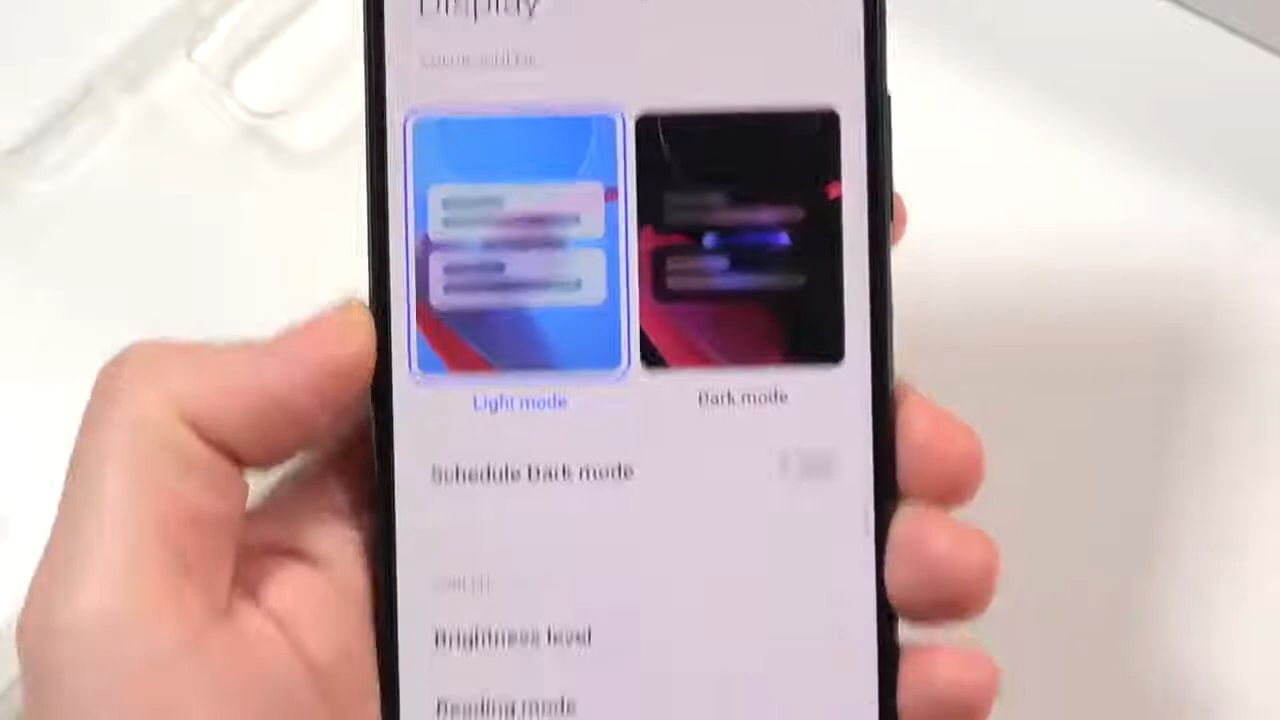 Display
Light mode
Dark mode
Schedule Dark mode
Brightness level
Reading mode